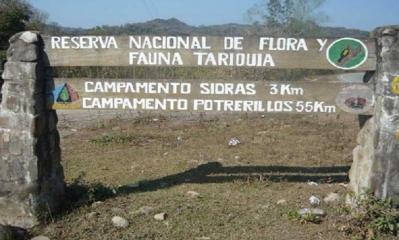 RESERVA NACIONAL DE FLORA Y
FAUNA TARIQUIA
CAMPAMENTO SIDRAS 3Km
CAMPAMENTO POTRERILLOS 55Km